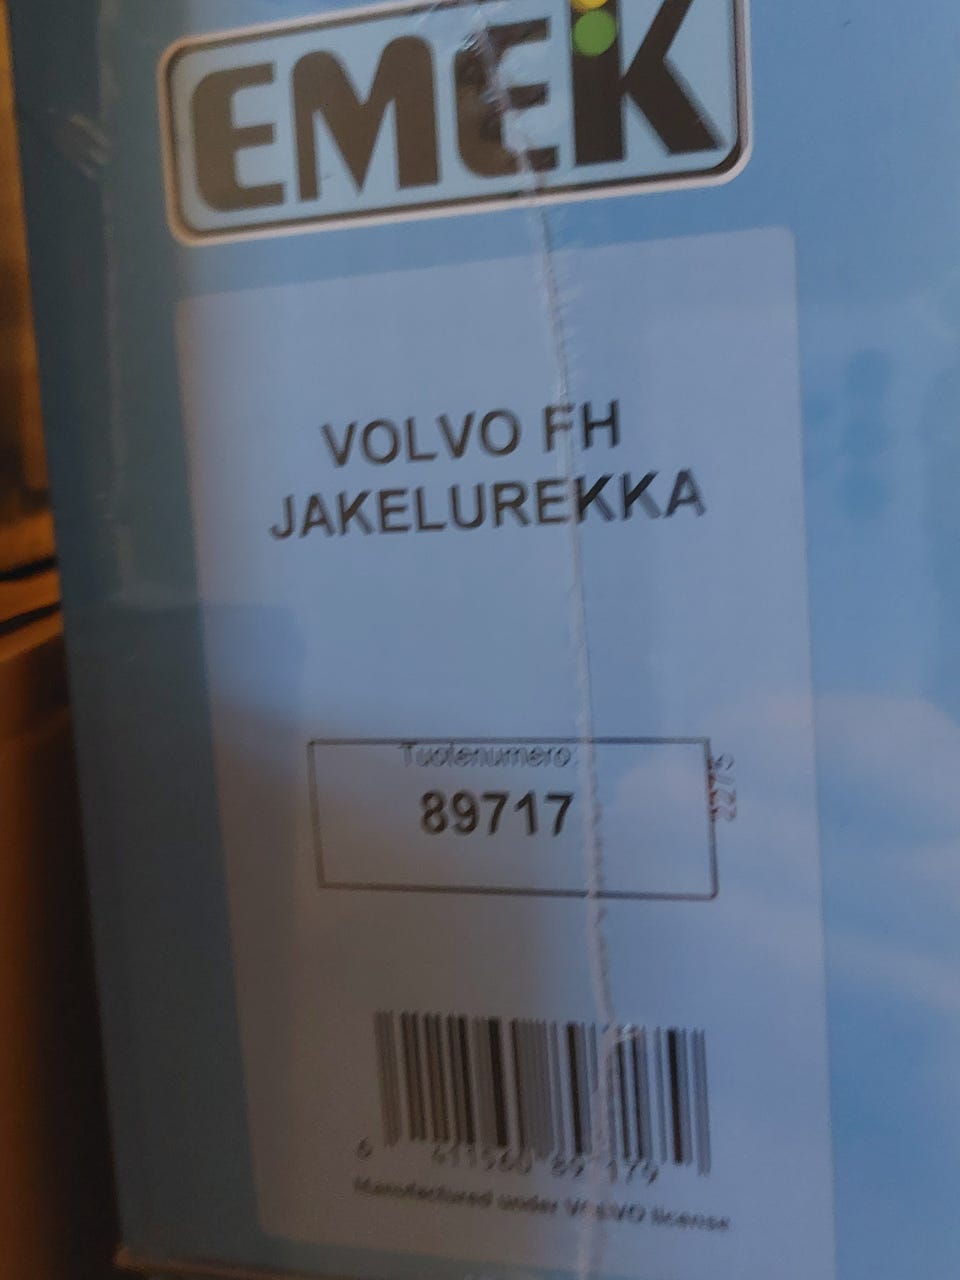 EMEK
VOLVO FH
JAKELUREKKA
Tuotenumero:
89717
Manufactured under VOLVO license